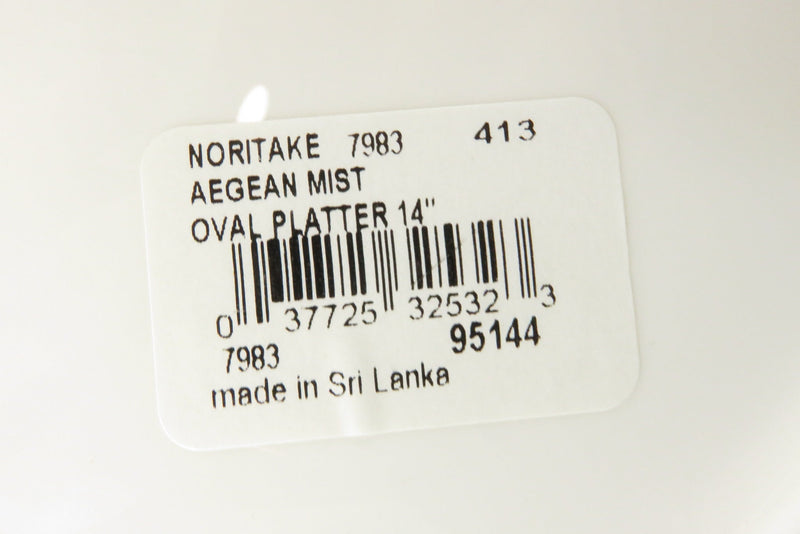 NORITAKE 7983 413
AEGEAN MIST
OVAL PLATTER 14"
0 37725 32532 3
7983 95144
made in Sri Lanka